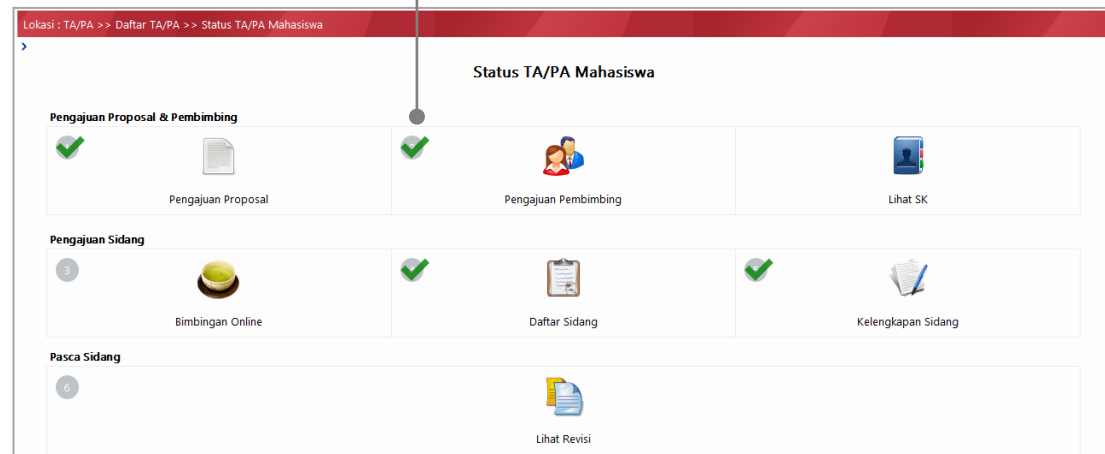 Lokasi : TA/PA >> Daftar TA/PA >> Status TA/PA Mahasiswa
Status TA/PA Mahasiswa
Pengajuan Proposal & Pembimbing
Pengajuan Proposal
Pengajuan Pembimbing
Lihat SK
Pengajuan Sidang
3
Bimbingan Online
Daftar Sidang
Kelengkapan Sidang
Pasca Sidang
6
Lihat Revisi